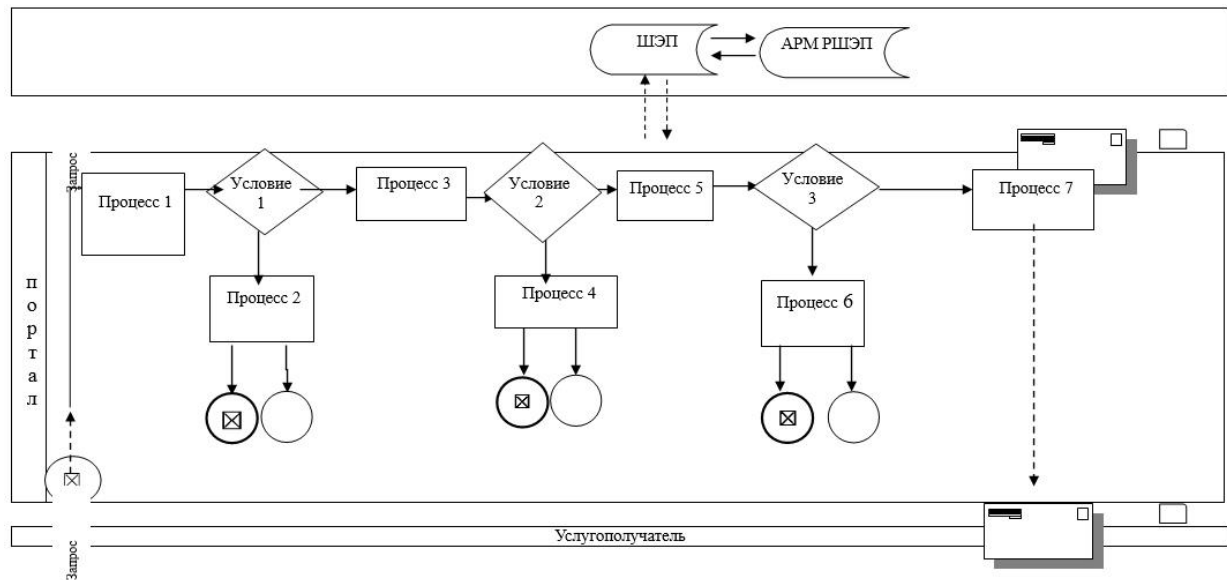 ШЭП
АРМ РШЭП
Запрос
Процесс 1
Условие
1
Процесс 3
Условие
2
Процесс 5
Условие
3
Процесс 7
Процесс 2
Процесс 4
Процесс 6
портал
Услугополучатель
Запрос